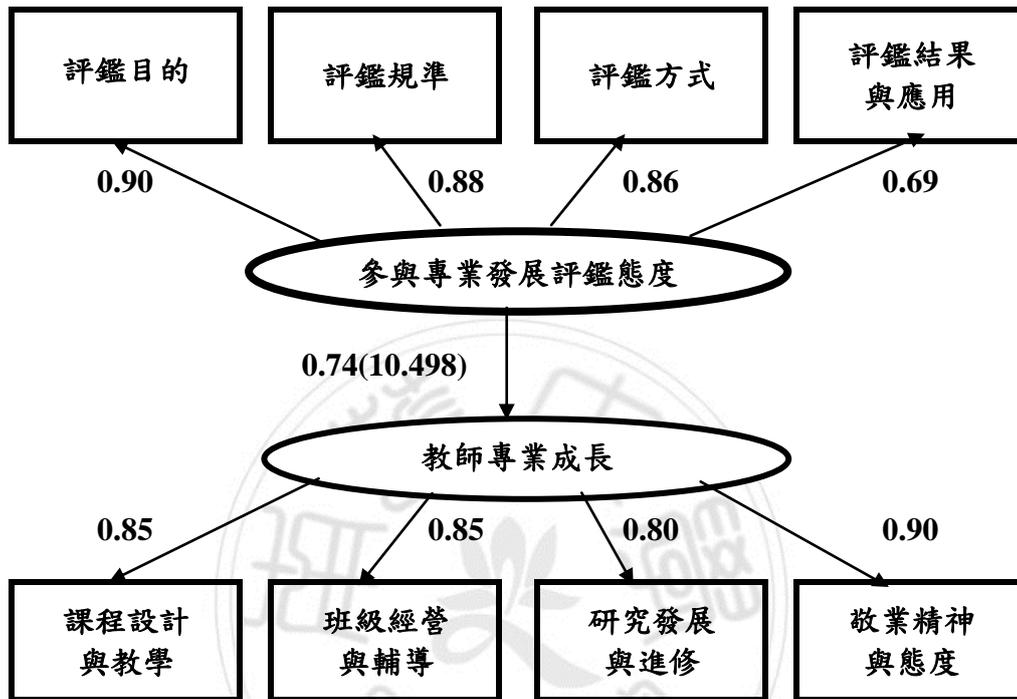 評鑑目的
評鑑規準
評鑑方式
評鑑結果
與應用
0.90
0.88
0.86
0.69
參與專業發展評鑑態度
0.74(10.498)
教師專業成長
0.85
0.85
0.80
0.90
課程設計
與教學
班級經營
與輔導
研究發展
與進修
敬業精神
與態度